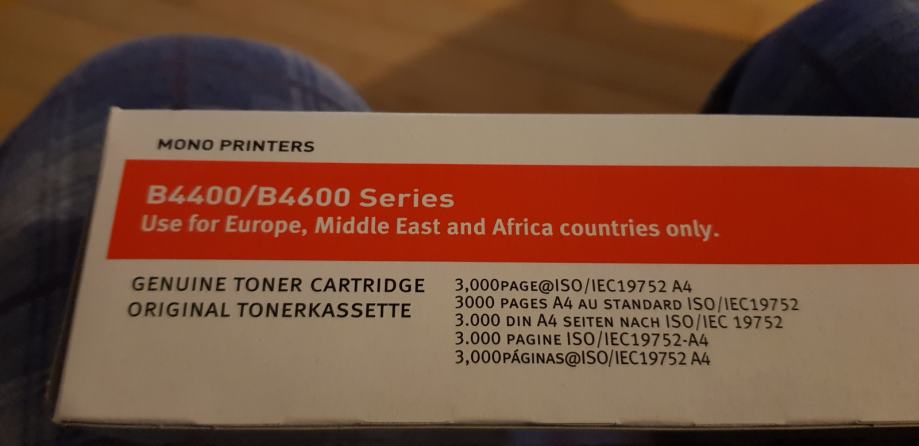 MONO PRINTERS
B4400/B4600 Series
Use for Europe, Middle East and Africa countries only.
GENUINE TONER CARTRIDGE
ORIGINAL TONERKASSETTE
3,000PAGE@ISO/IEC19752 A4
3000 PAGES A4 AU STANDARD ISO/IEC19752
3.000 DIN A4 SEITEN NACH ISO/IEC 19752
3.000 PAGINE ISO/IEC19752-A4
3,000PÁGINAS@ISO/IEC19752 A4